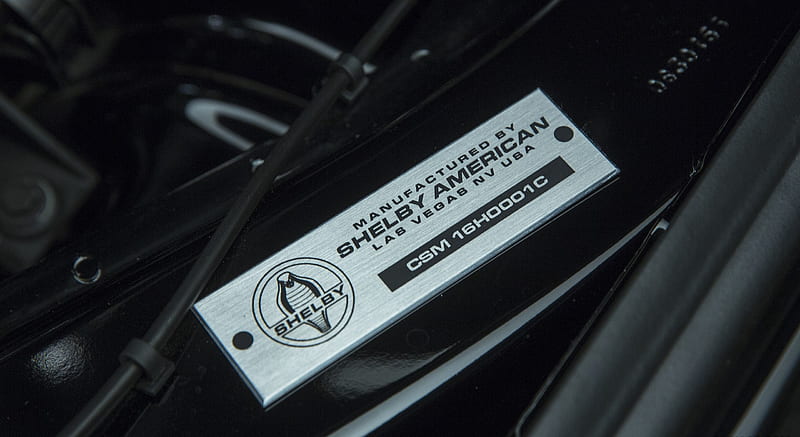 MANUFACTURED BY
SHELBY AMERICAN
LAS VEGAS NV USA
CSM 16H0001C
SHELBY